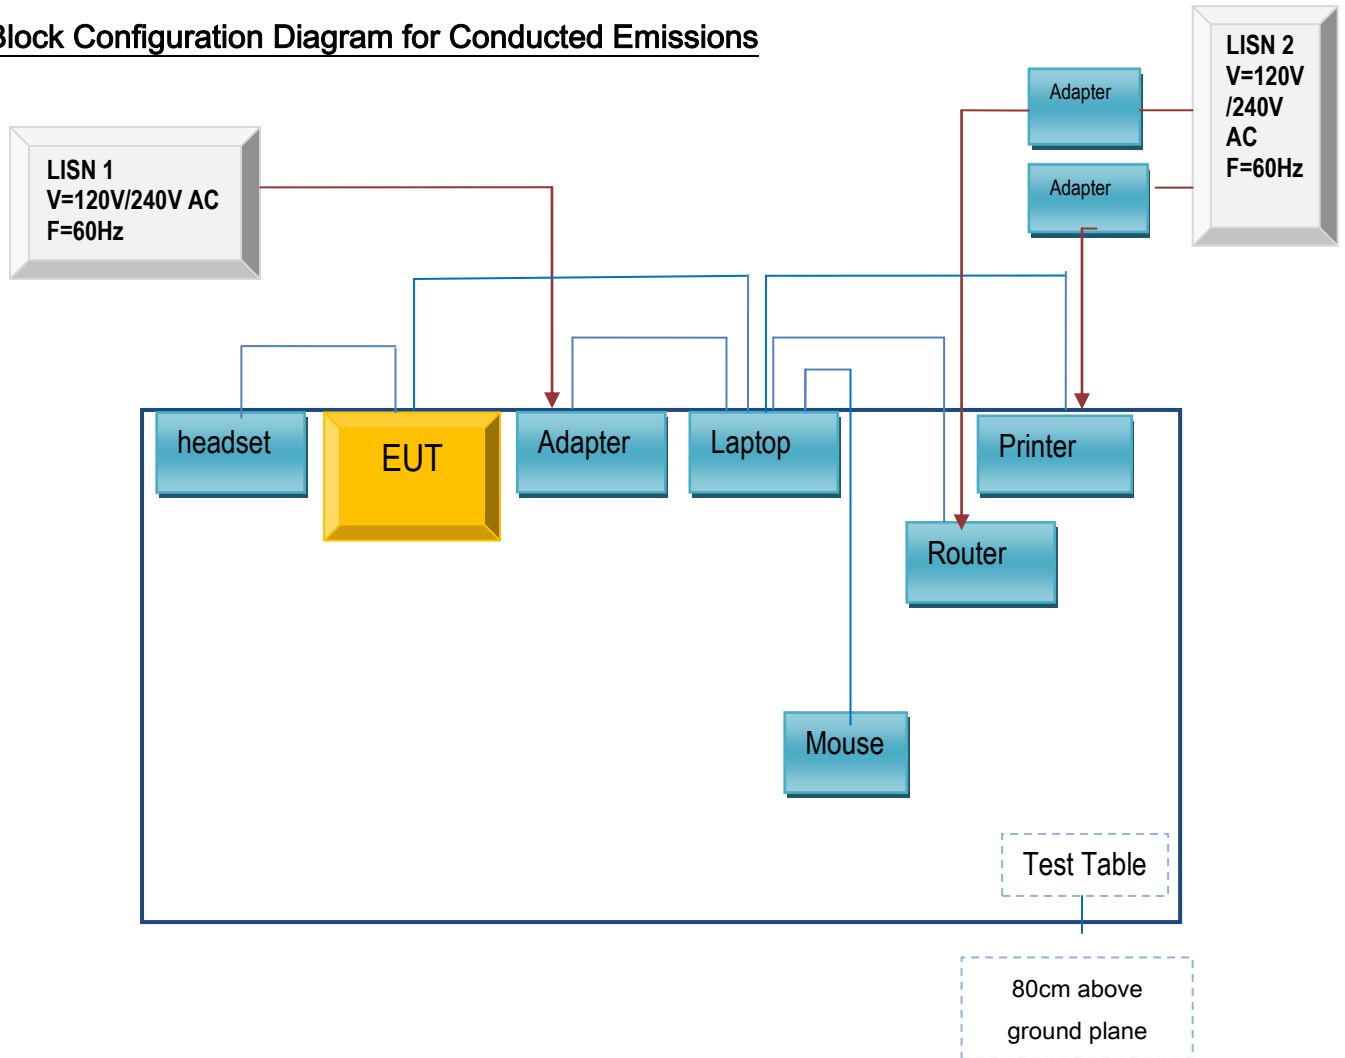 Block Configuration Diagram for Conducted Emissions
LISN 2
V=120V
/240V
AC
F=60Hz
Adapter
Adapter
LISN 1
V=120V/240V AC
F=60Hz
headset
EUT
Adapter
Laptop
Printer
Router
Mouse
Test Table
80cm above
ground plane